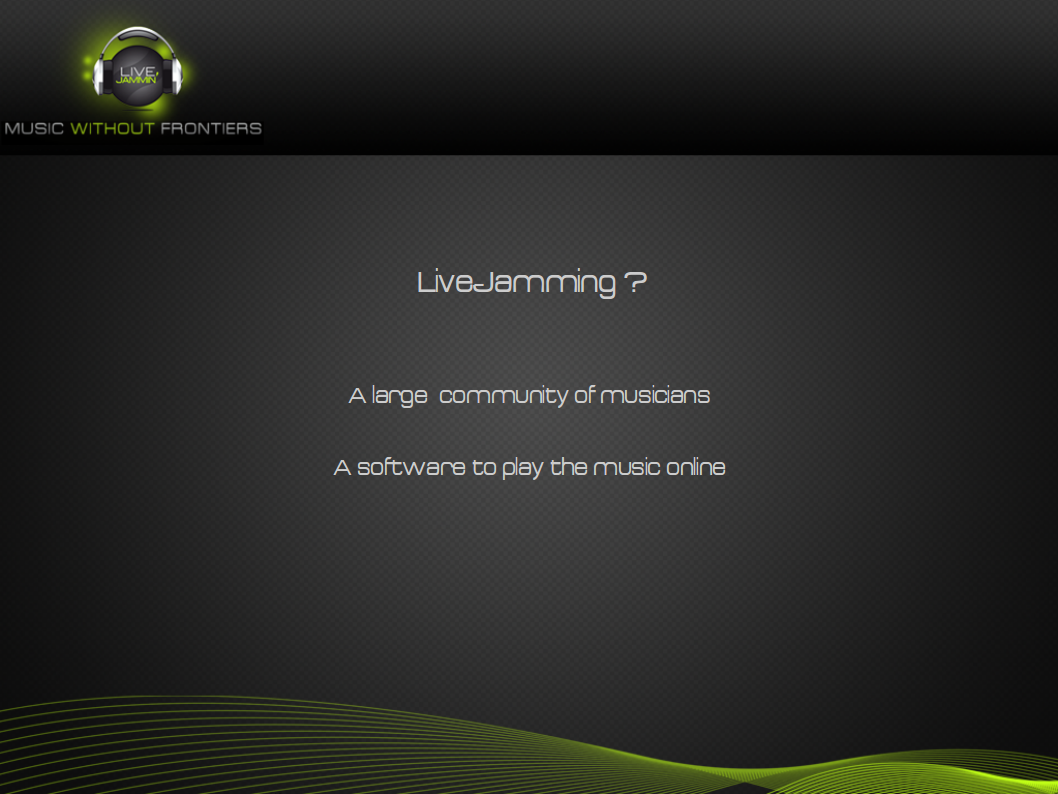 LIVE
JAMMIN'
MUSIC WITHOUT FRONTIERS
LiveJamming ?
A large community of musicians
A software to play the music online